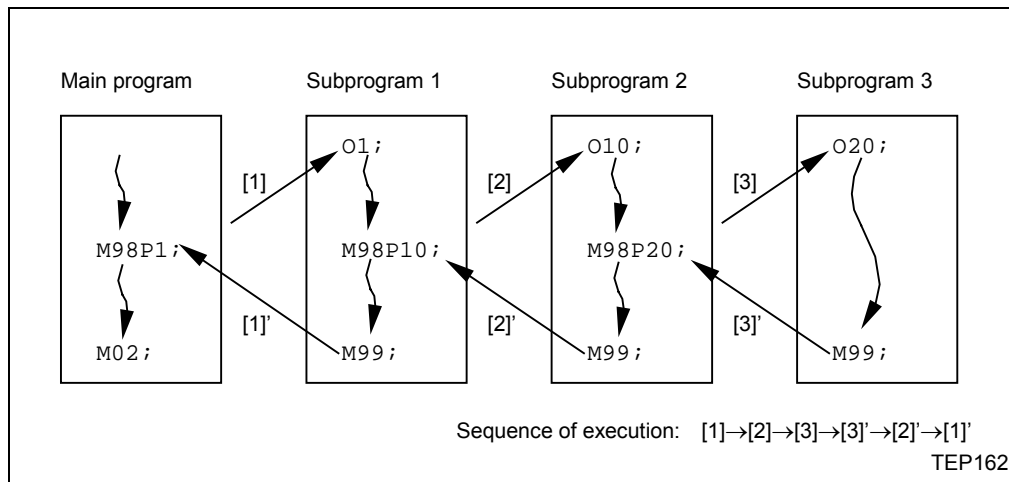 Main program Subprogram 1 Subprogram 2 Subprogram 3
O1; O10; O20;
[1] [2] [3]
M98P1; M98P10; M98P20;
[1]’ [2]’ [3]’
M02; M99; M99; M99;
Sequence of execution: [1]→[2]→[3]→[3]’→[2]’→[1]’
TEP162